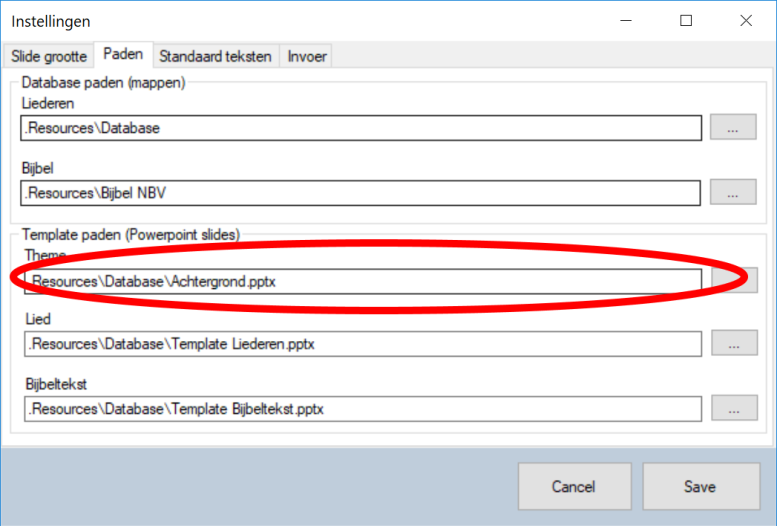 Instellingen
Slide grootte Paden Standaard teksten Invoer
Database paden (mappen)
Liederen
.Resources\Database
...
Bijbel
.Resources\Bijbel NBV
...
Template paden (Powerpoint slides)
Theme
.Resources\Database\Achtergrond.pptx
Lied
.Resources\Database\Template Liederen.pptx
...
Bijbeltekst
.Resources\Database\Template Bijbeltekst.pptx
...
Cancel Save